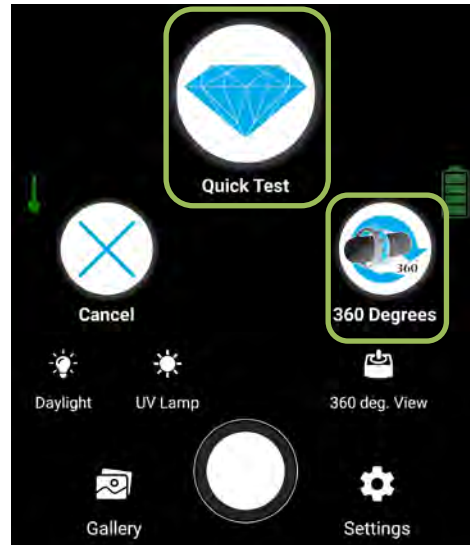 Quick Test
360
Cancel
360 Degrees
Daylight
UV Lamp
360 deg. View
Gallery
Settings